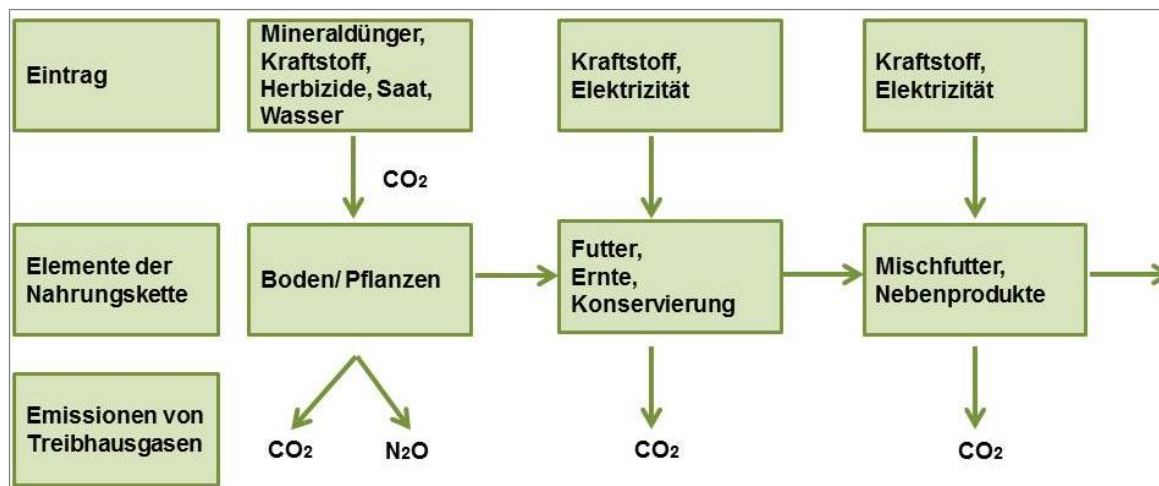 Eintrag
Mineraldünger,
Kraftstoff,
Herbizide, Saat,
Wasser
Kraftstoff,
Elektrizität
Kraftstoff,
Elektrizität
CO₂
Elemente der
Nahrungskette
Boden/ Pflanzen
Futter,
Ernte,
Konservierung
Mischfutter,
Nebenprodukte
Emissionen von
Treibhausgasen
CO₂
N₂O
CO₂
CO₂